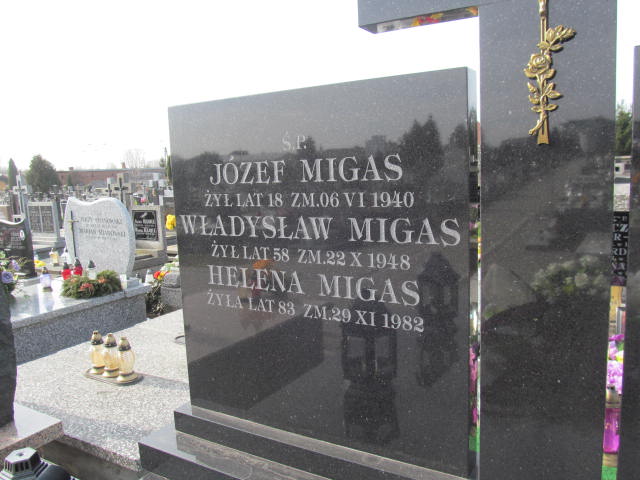 Ś.P.
JÓZEF MIGAS
ŻYŁ LAT 18 ZM.06 VI 1940
WŁADYSŁAW MIGAS
ŻYŁ LAT 58 ZM.22 X 1948
HELENA MIGAS
ŻYŁA LAT 83 ZM.29 XI 1982